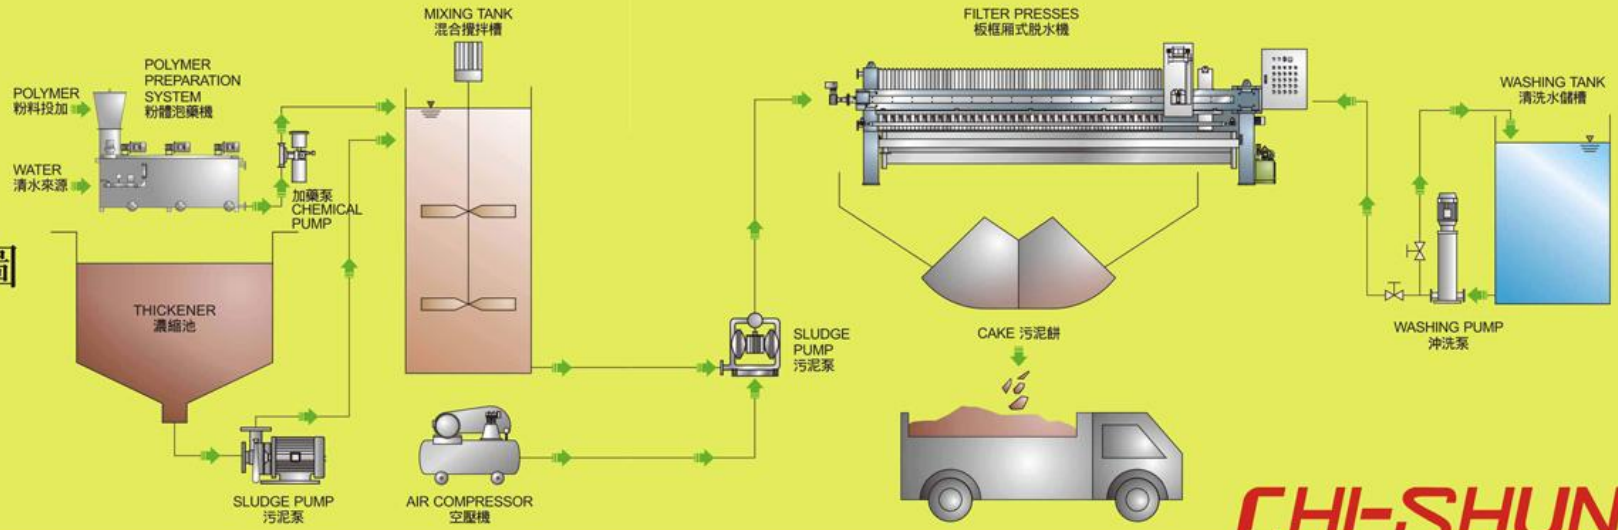 MIXING TANK
混合攪拌槽
FILTER PRESSES
板框厢式脫水機
POLYMER
PREPARATION
SYSTEM
粉體泡藥機
POLYMER
粉料投加
WATER
清水來源
加藥泵
CHEMICAL
PUMP
WASHING TANK
清洗水儲槽
圖
THICKENER
濃縮池
SLUDGE
PUMP
污泥泵
CAKE 污泥餅
WASHING PUMP
沖洗泵
SLUDGE PUMP
污泥泵
AIR COMPRESSOR
空壓機
CHI-SHUN